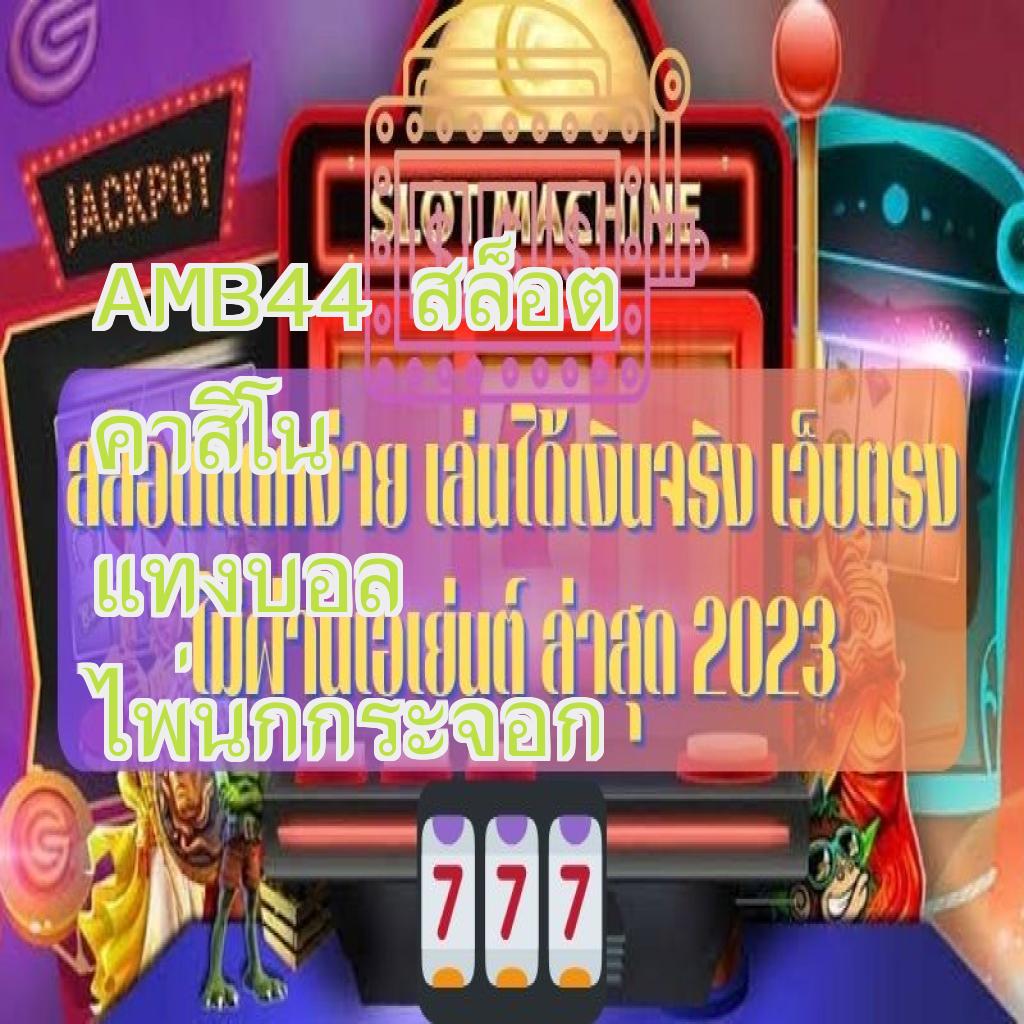 JACKPOT
SLOT MACHINE
AMB44 สล็อต
คาสิโน
สล็อตแตกง่าย เล่นได้เงินจริง เว็บตรง
แทงบอล
ไม่ผ่านเอเย่นต์ ล่าสุด 2023
ไพ่นกกระจอก
777